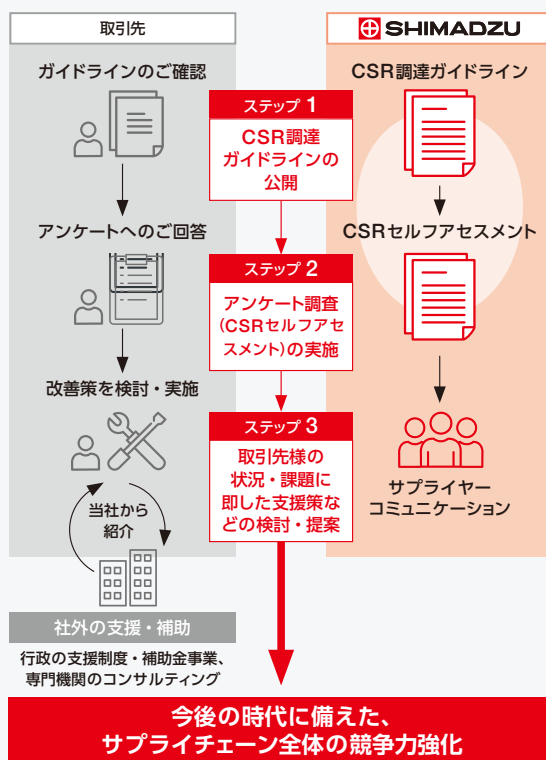 取引先
ガイドラインのご確認
アンケートへのご回答
改善策を検討・実施
当社から
紹介
社外の支援・補助
行政の支援制度・補助金事業、
専門機関のコンサルティング
ステップ 1
CSR調達
ガイドラインの
公開
ステップ 2
アンケート調査
(CSRセルフアセ
スメント)の実施
ステップ 3
取引先様の
状況・課題に
即した支援策な
どの検討・提案
SHIMADZU
CSR調達ガイドライン
CSRセルフアセスメント
サプライヤー
コミュニケーション
今後の時代に備えた、
サプライチェーン全体の競争力強化